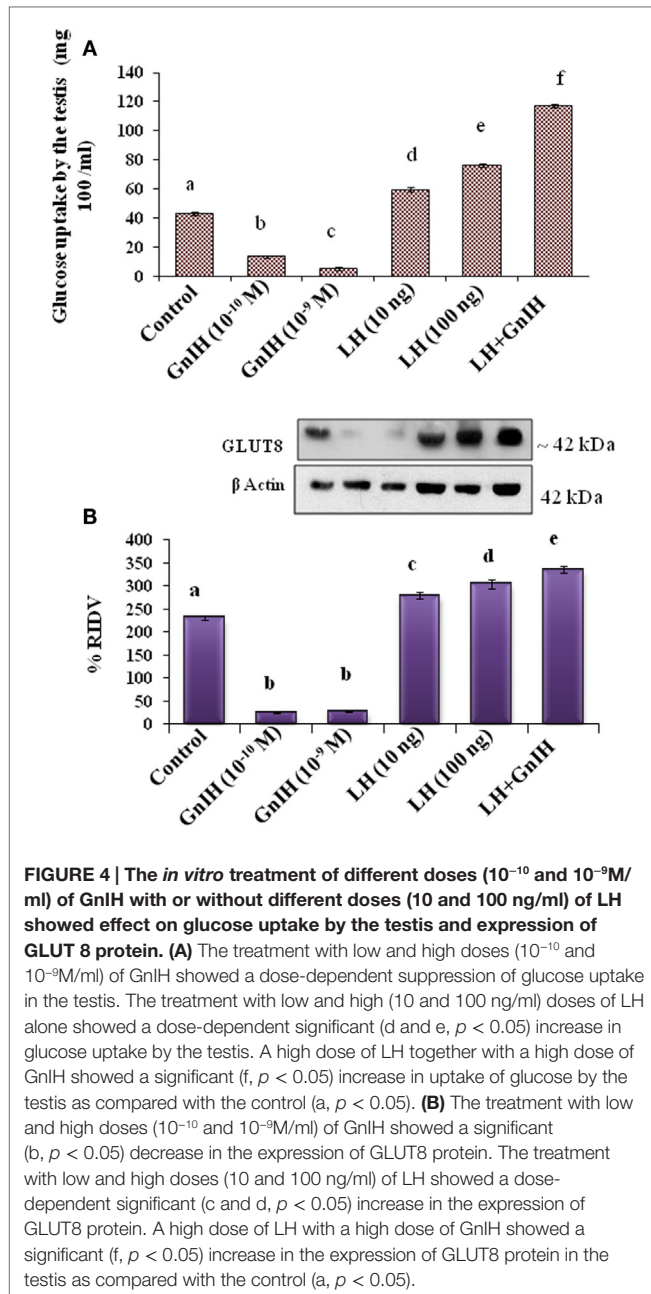 A
Glucose uptake by the testis (mg
100 /ml)
140
120
100
80
60
40
20
0
a
b
c
d
e
f
Control
GnIH (10⁻¹⁰ M)
GnIH (10⁻⁹ M)
LH (10 ng)
LH (100 ng)
LH+GnIH
GLUT8
~ 42 kDa
β Actin
42 kDa
B
% RIDV
400
350
300
250
200
150
100
50
0
a
b
b
c
d
e
Control
GnIH (10⁻¹⁰ M)
GnIH (10⁻⁹ M)
LH (10 ng)
LH (100 ng)
LH+GnIH
FIGURE 4 | The in vitro treatment of different doses (10⁻¹⁰ and 10⁻⁹M/
ml) of GnIH with or without different doses (10 and 100 ng/ml) of LH
showed effect on glucose uptake by the testis and expression of
GLUT 8 protein. (A) The treatment with low and high doses (10⁻¹⁰ and
10⁻⁹M/ml) of GnIH showed a dose-dependent suppression of glucose uptake
in the testis. The treatment with low and high (10 and 100 ng/ml) doses of LH
alone showed a dose-dependent significant (d and e, p < 0.05) increase in
glucose uptake by the testis. A high dose of LH together with a high dose of
GnIH showed a significant (f, p < 0.05) increase in uptake of glucose by the
testis as compared with the control (a, p < 0.05). (B) The treatment with low
and high doses (10⁻¹⁰ and 10⁻⁹M/ml) of GnIH showed a significant
(b, p < 0.05) decrease in the expression of GLUT8 protein. The treatment
with low and high doses (10 and 100 ng/ml) of LH showed a dose-
dependent significant (c and d, p < 0.05) increase in the expression of
GLUT8 protein. A high dose of LH with a high dose of GnIH showed a
significant (f, p < 0.05) increase in the expression of GLUT8 protein in the
testis as compared with the control (a, p < 0.05).